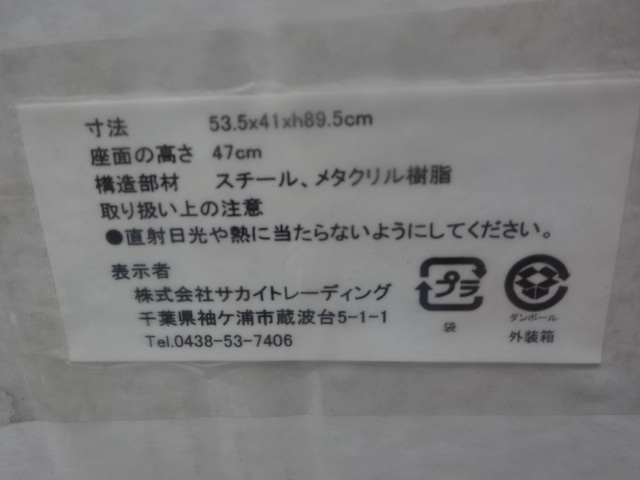 寸法 53.5x41xh89.5cm
座面の高さ 47cm
構造部材 スチール、メタクリル樹脂
取り扱い上の注意
●直射日光や熱に当たらないようにしてください。
表示者
株式会社サカイトレーディング
千葉県袖ケ浦市蔵波台5-1-1
Tel.0438-53-7406
プラ
袋
ダンボール
外装箱